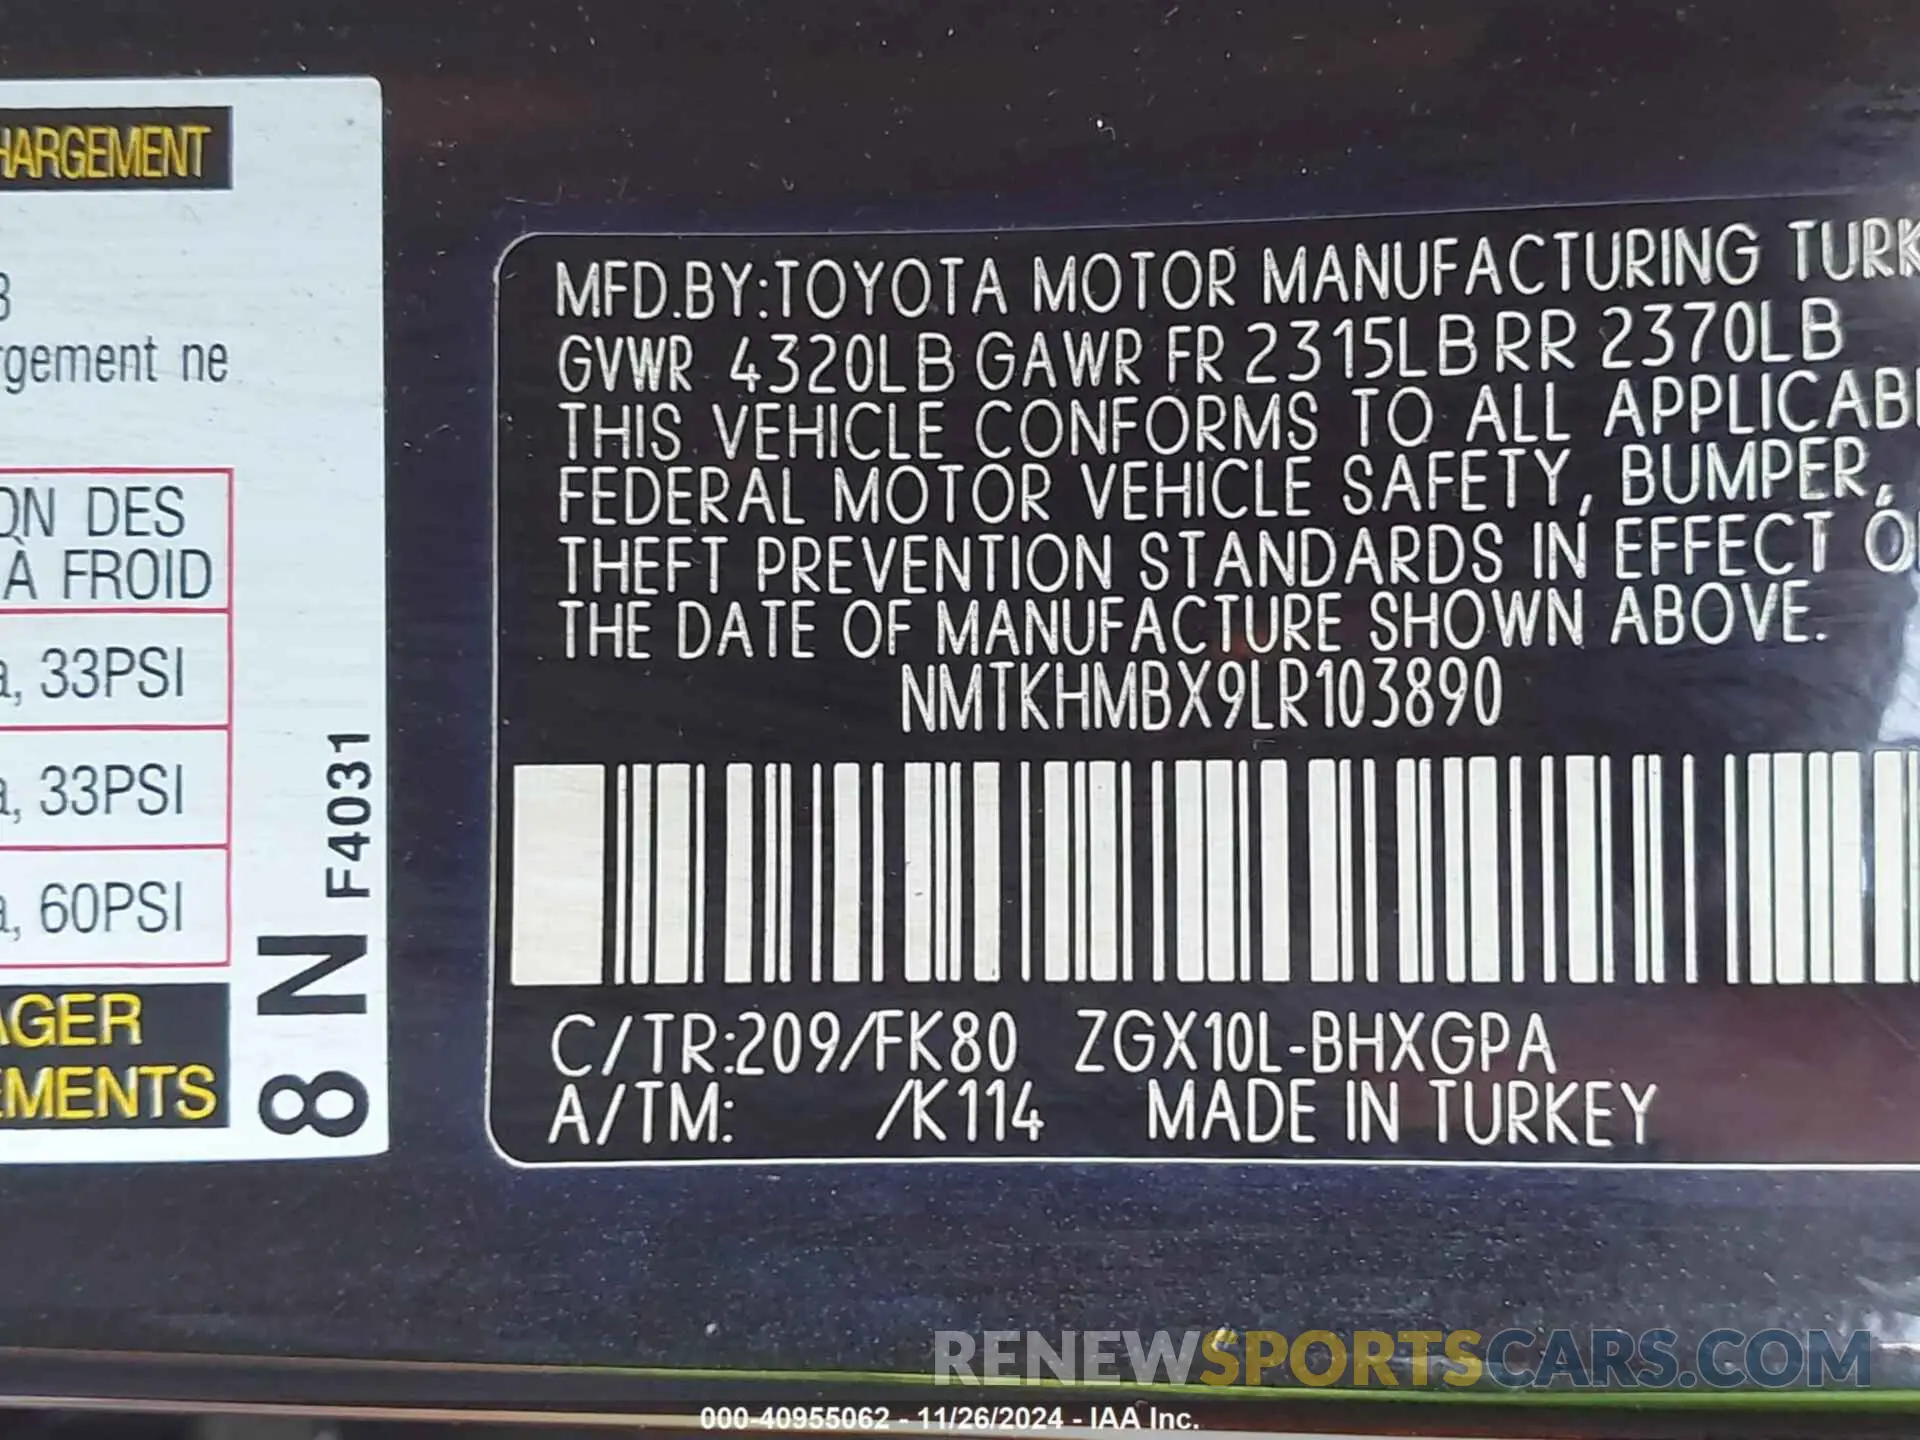 HARGEMENT
3
rgement ne
ON DES
À FROID
a, 33PSI
a, 33PSI
a, 60PSI
AGER
EMENTS
8 N F4031
MFD.BY:TOYOTA MOTOR MANUFACTURING TURK
GVWR 4320LB GAWR FR 2315LB RR 2370LB
THIS VEHICLE CONFORMS TO ALL APPLICABL
FEDERAL MOTOR VEHICLE SAFETY, BUMPER,
THEFT PREVENTION STANDARDS IN EFFECT O
THE DATE OF MANUFACTURE SHOWN ABOVE.
NMTKHMBX9LR103890
C/TR:209/FK80 ZGX10L-BHXGPA
A/TM: /K114 MADE IN TURKEY
RENEWSPORTSCARS.COM
000-40955062 - 11/26/2024 - IAA Inc.